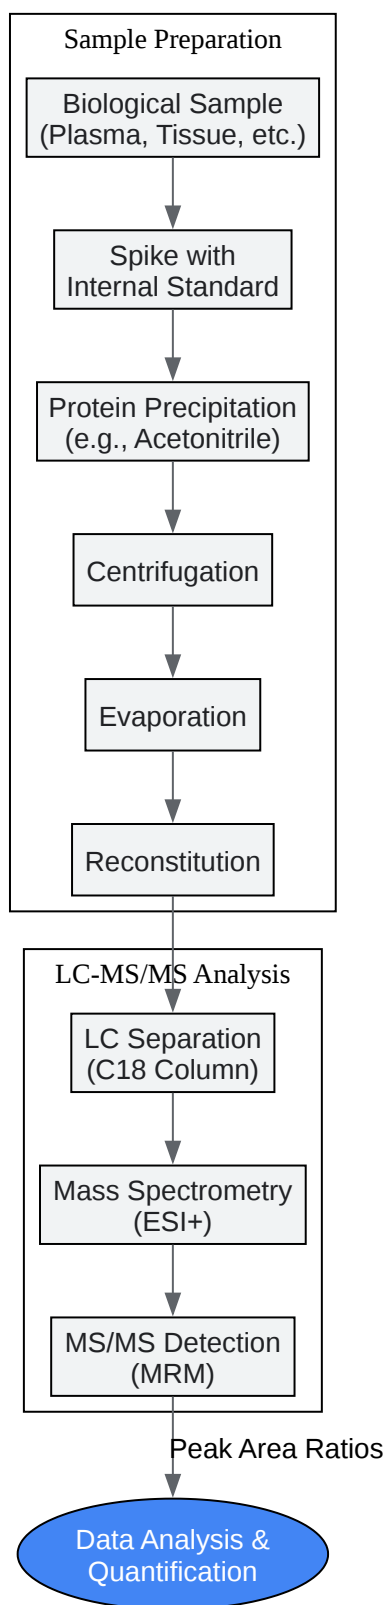 Sample Preparation
Biological Sample
(Plasma, Tissue, etc.)
Spike with
Internal Standard
Protein Precipitation
(e.g., Acetonitrile)
Centrifugation
Evaporation
Reconstitution
LC-MS/MS Analysis
LC Separation
(C18 Column)
Mass Spectrometry
(ESI+)
MS/MS Detection
(MRM)
Peak Area Ratios
Data Analysis &
Quantification